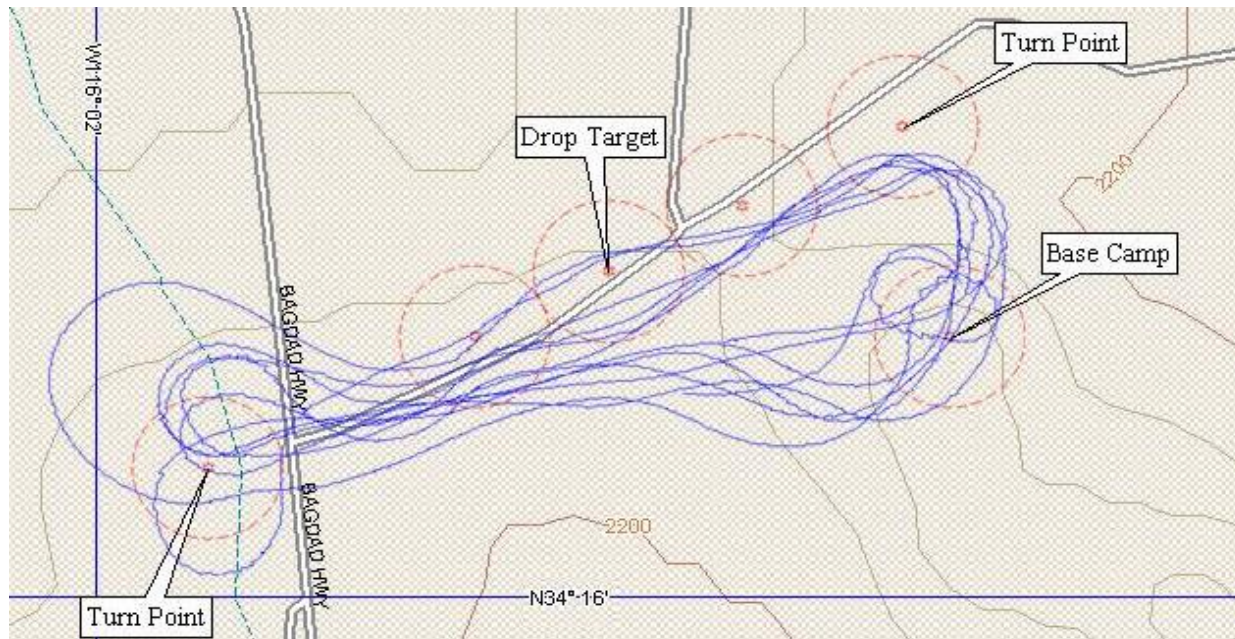 Turn Point
W116°-02'
Drop Target
2200
Base Camp
BAGDAD HWY
BAGDAD HWY
2200
N34°-16'
Turn Point